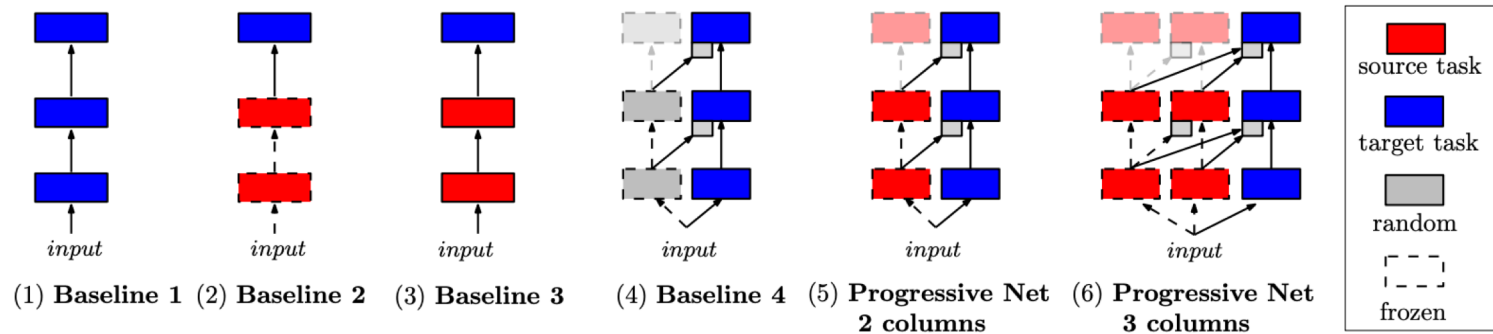 input
input
input
input
input
input
(1) Baseline 1
(2) Baseline 2
(3) Baseline 3
(4) Baseline 4
(5) Progressive Net
2 columns
(6) Progressive Net
3 columns
source task
target task
random
frozen